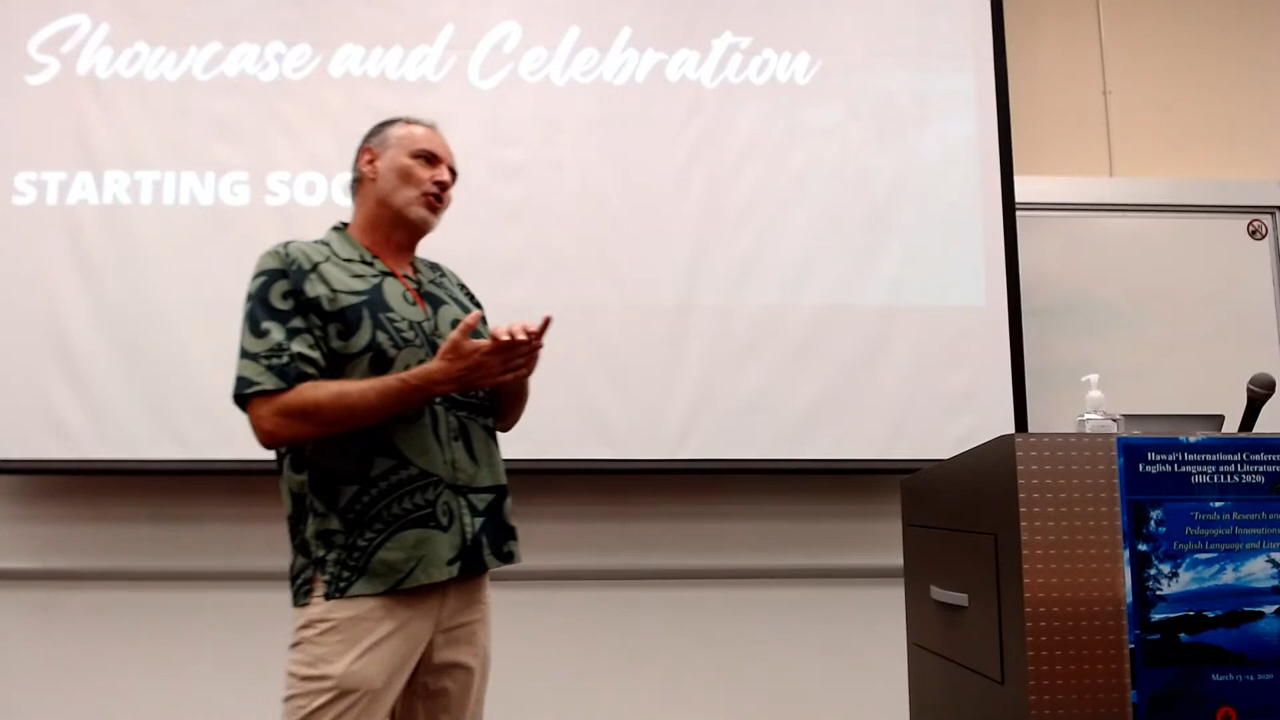 Showcase and Celebration
STARTING SOO
Hawai'i International Conferen
English Language and Literature
(HICELLS 2020)
"Trends in Research and
Pedagogical Innovations
English Language and Liter
March 13 -14, 2020